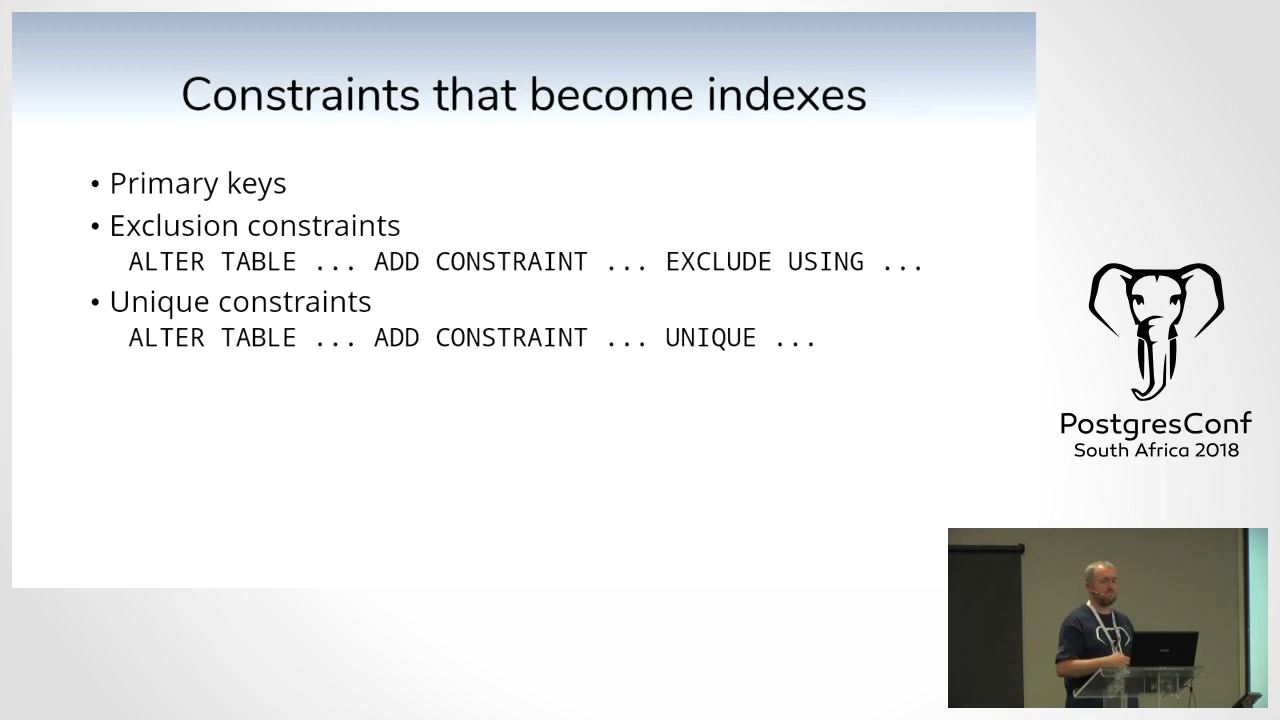 Constraints that become indexes
• Primary keys
• Exclusion constraints
ALTER TABLE ... ADD CONSTRAINT ... EXCLUDE USING ...
• Unique constraints
ALTER TABLE ... ADD CONSTRAINT ... UNIQUE ...
PostgresConf
South Africa 2018